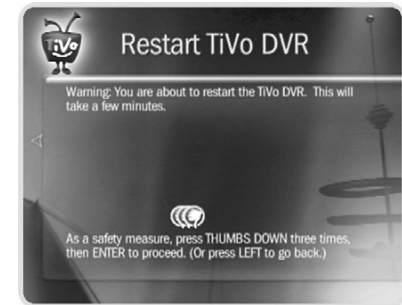 TiVo
Restart TiVo DVR
Warning: You are about to restart the TiVo DVR. This will
take a few minutes.
As a safety measure, press THUMBS DOWN three times,
then ENTER to proceed. (Or press LEFT to go back.)